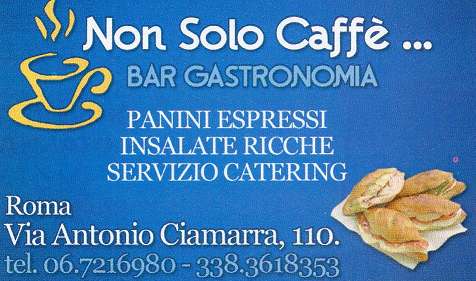 Non Solo Caffè ...
BAR GASTRONOMIA
PANINI ESPRESSI
INSALATE RICCHE
SERVIZIO CATERING
Roma
Via Antonio Ciamarra, 110.
tel. 06.7216980 - 338.3618353